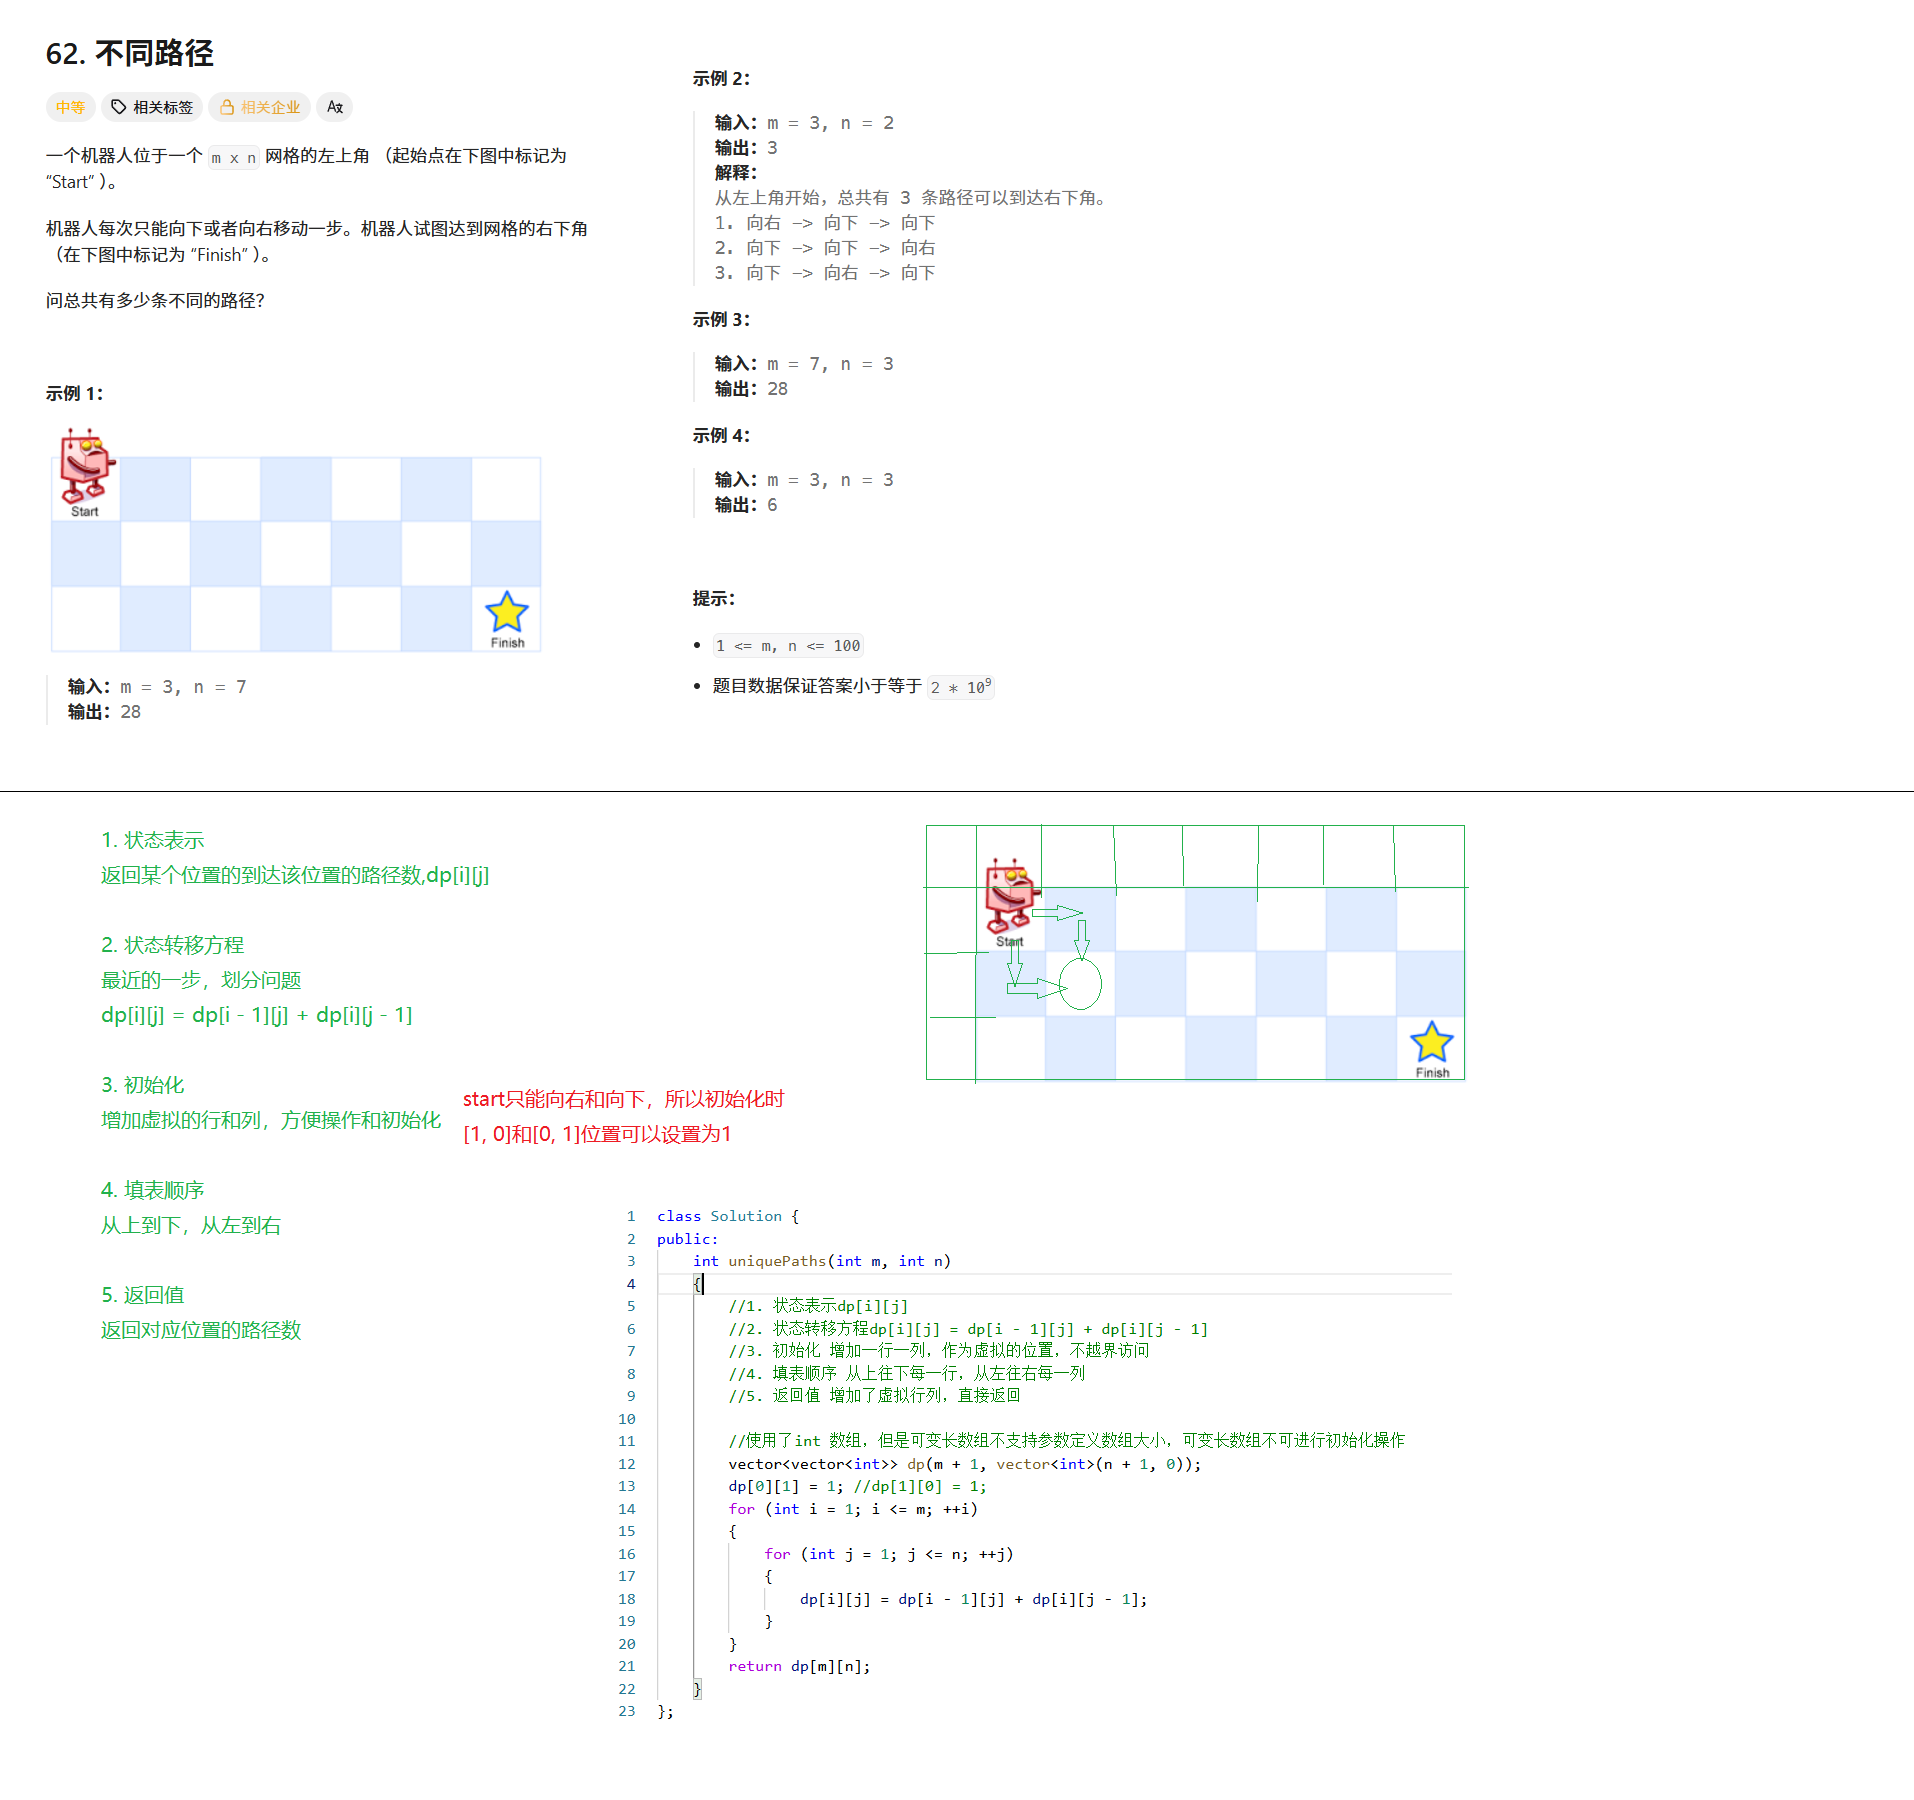 62. 不同路径
中等 相关标签 相关企业 A文
一个机器人位于一个 m x n 网格的左上角 （起始点在下图中标记为
“Start” ）。
机器人每次只能向下或者向右移动一步。机器人试图达到网格的右下角
（在下图中标记为 “Finish” ）。
问总共有多少条不同的路径？
示例 1：
Start
Finish
输入：m = 3, n = 7
输出：28
示例 2：
输入：m = 3, n = 2
输出：3
解释：
从左上角开始，总共有 3 条路径可以到达右下角。
1. 向右 -> 向下 -> 向下
2. 向下 -> 向下 -> 向右
3. 向下 -> 向右 -> 向下
示例 3：
输入：m = 7, n = 3
输出：28
示例 4：
输入：m = 3, n = 3
输出：6
提示：
• 1 <= m, n <= 100
• 题目数据保证答案小于等于 2 * 10⁹
1. 状态表示
返回某个位置的到达该位置的路径数,dp[i][j]
2. 状态转移方程
最近的一步，划分问题
dp[i][j] = dp[i - 1][j] + dp[i][j - 1]
3. 初始化
增加虚拟的行和列，方便操作和初始化
start只能向右和向下，所以初始化时
[1, 0]和[0, 1]位置可以设置为1
4. 填表顺序
从上到下，从左到右
5. 返回值
返回对应位置的路径数
Start
Finish
1 class Solution {
2 public:
3 int uniquePaths(int m, int n)
4 {
5 //1. 状态表示dp[i][j]
6 //2. 状态转移方程dp[i][j] = dp[i - 1][j] + dp[i][j - 1]
7 //3. 初始化 增加一行一列，作为虚拟的位置，不越界访问
8 //4. 填表顺序 从上往下每一行，从左往右每一列
9 //5. 返回值 增加了虚拟行列，直接返回
10
11 //使用了int 数组，但是可变长数组不支持参数定义数组大小，可变长数组不可进行初始化操作
12 vector<vector<int>> dp(m + 1, vector<int>(n + 1, 0));
13 dp[0][1] = 1; //dp[1][0] = 1;
14 for (int i = 1; i <= m; ++i)
15 {
16 for (int j = 1; j <= n; ++j)
17 {
18 dp[i][j] = dp[i - 1][j] + dp[i][j - 1];
19 }
20 }
21 return dp[m][n];
22 }
23 };